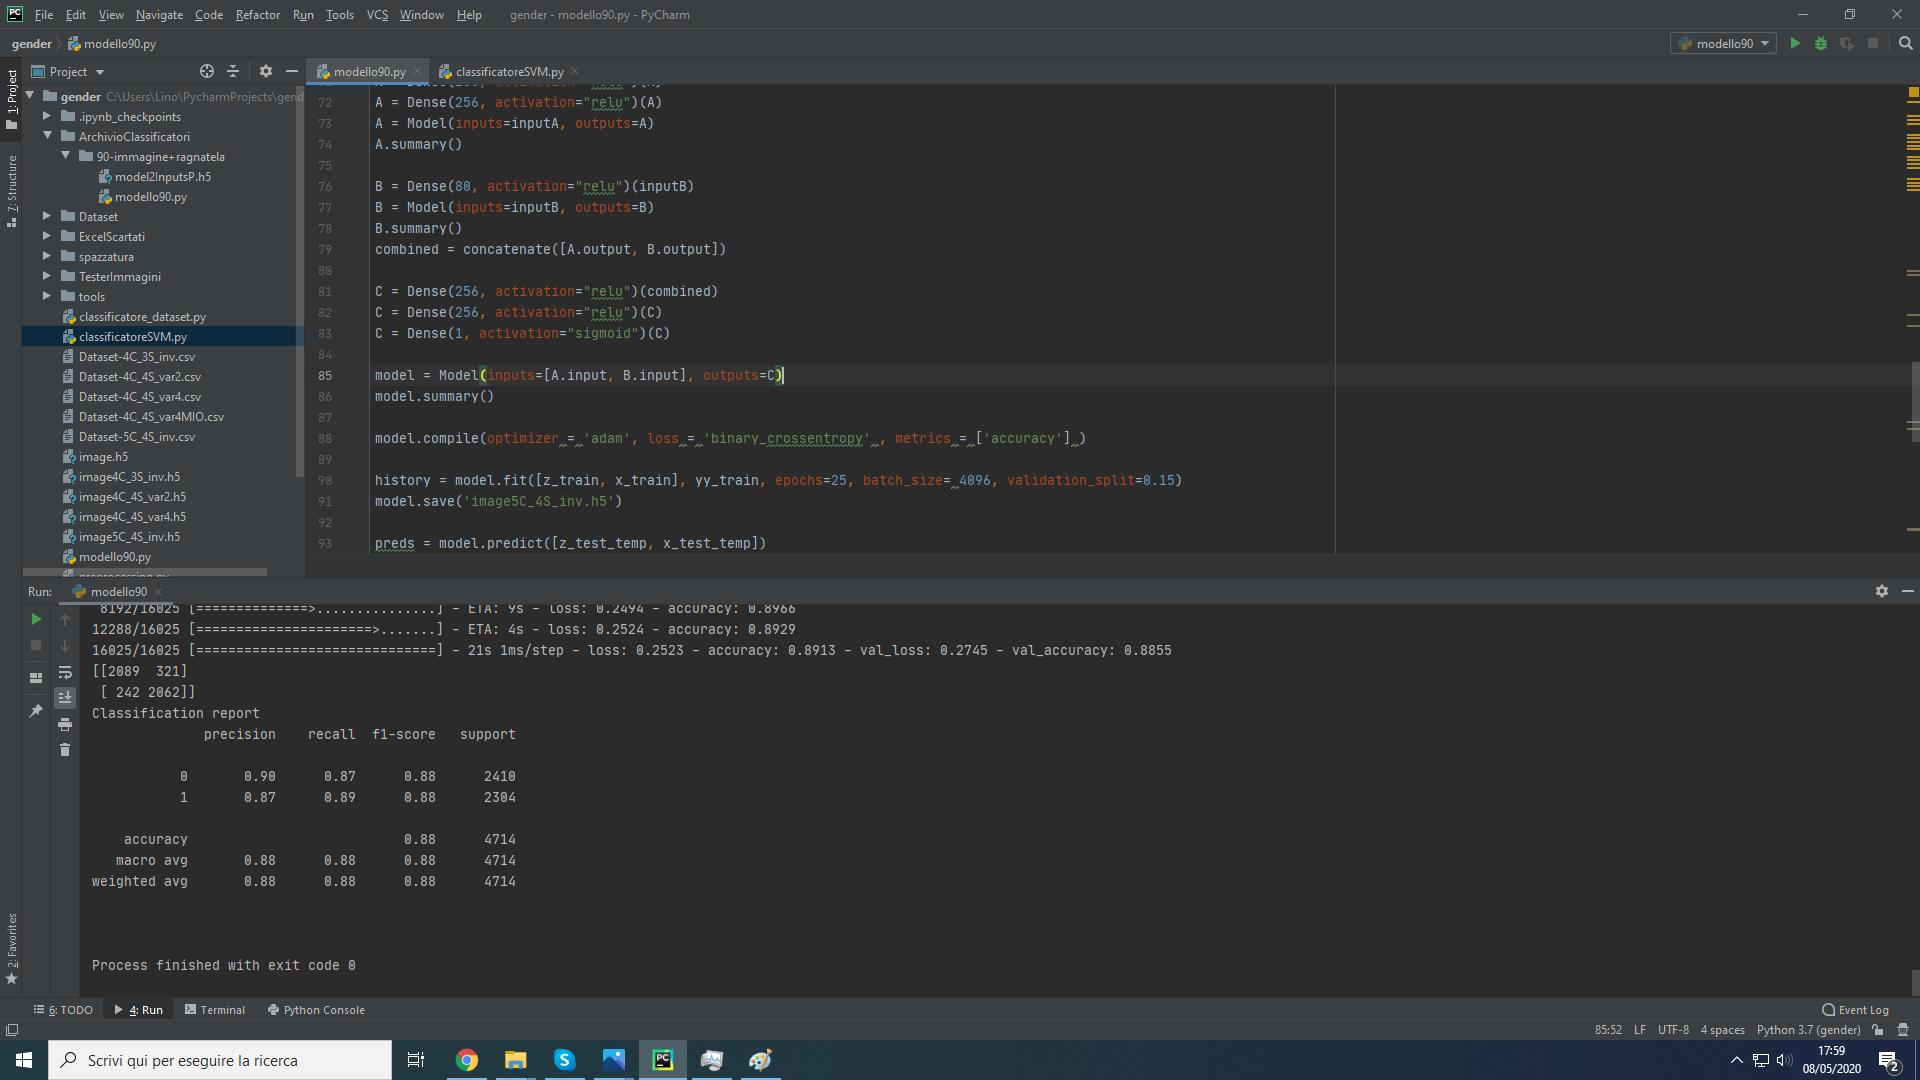 File Edit View Navigate Code Refactor Run Tools VCS Window Help gender - modello90.py - PyCharm
gender modello90.py modello90
Project modello90.py classificatoreSVM.py
1: Project
7: Structure
2: Favorites
gender C:\Users\Lino\PycharmProjects\gend
.ipynb_checkpoints
ArchivioClassificatori
90-immagine+ragnatela
model2InputsP.h5
modello90.py
Dataset
ExcelScartati
spazzatura
TesterImmagini
tools
classificatore_dataset.py
classificatoreSVM.py
Dataset-4C_3S_inv.csv
Dataset-4C_4S_var2.csv
Dataset-4C_4S_var4.csv
Dataset-4C_4S_var4MIO.csv
Dataset-5C_4S_inv.csv
image.h5
image4C_3S_inv.h5
image4C_4S_var2.h5
image4C_4S_var4.h5
image5C_4S_inv.h5
modello90.py
72 A = Dense(256, activation="relu")(A)
73 A = Model(inputs=inputA, outputs=A)
74 A.summary()
75
76 B = Dense(80, activation="relu")(inputB)
77 B = Model(inputs=inputB, outputs=B)
78 B.summary()
79 combined = concatenate([A.output, B.output])
80
81 C = Dense(256, activation="relu")(combined)
82 C = Dense(256, activation="relu")(C)
83 C = Dense(1, activation="sigmoid")(C)
84
85 model = Model(inputs=[A.input, B.input], outputs=C)
86 model.summary()
87
88 model.compile(optimizer = 'adam', loss = 'binary_crossentropy' , metrics = ['accuracy'] )
89
90 history = model.fit([z_train, x_train], yy_train, epochs=25, batch_size= 4096, validation_split=0.15)
91 model.save('image5C_4S_inv.h5')
92
93 preds = model.predict([z_test_temp, x_test_temp])
Run: modello90
8192/16025 [==============>...............] - ETA: 9s - loss: 0.2494 - accuracy: 0.8966
12288/16025 [======================>.......] - ETA: 4s - loss: 0.2524 - accuracy: 0.8929
16025/16025 [==============================] - 21s 1ms/step - loss: 0.2523 - accuracy: 0.8913 - val_loss: 0.2745 - val_accuracy: 0.8855
[[2089 321]
[ 242 2062]]
Classification report
precision recall f1-score support
0 0.90 0.87 0.88 2410
1 0.87 0.89 0.88 2304
accuracy 0.88 4714
macro avg 0.88 0.88 0.88 4714
weighted avg 0.88 0.88 0.88 4714
Process finished with exit code 0
6: TODO 4: Run Terminal Python Console Event Log
85:52 LF UTF-8 4 spaces Python 3.7 (gender)
Scrivi qui per eseguire la ricerca
17:59
08/05/2020
2